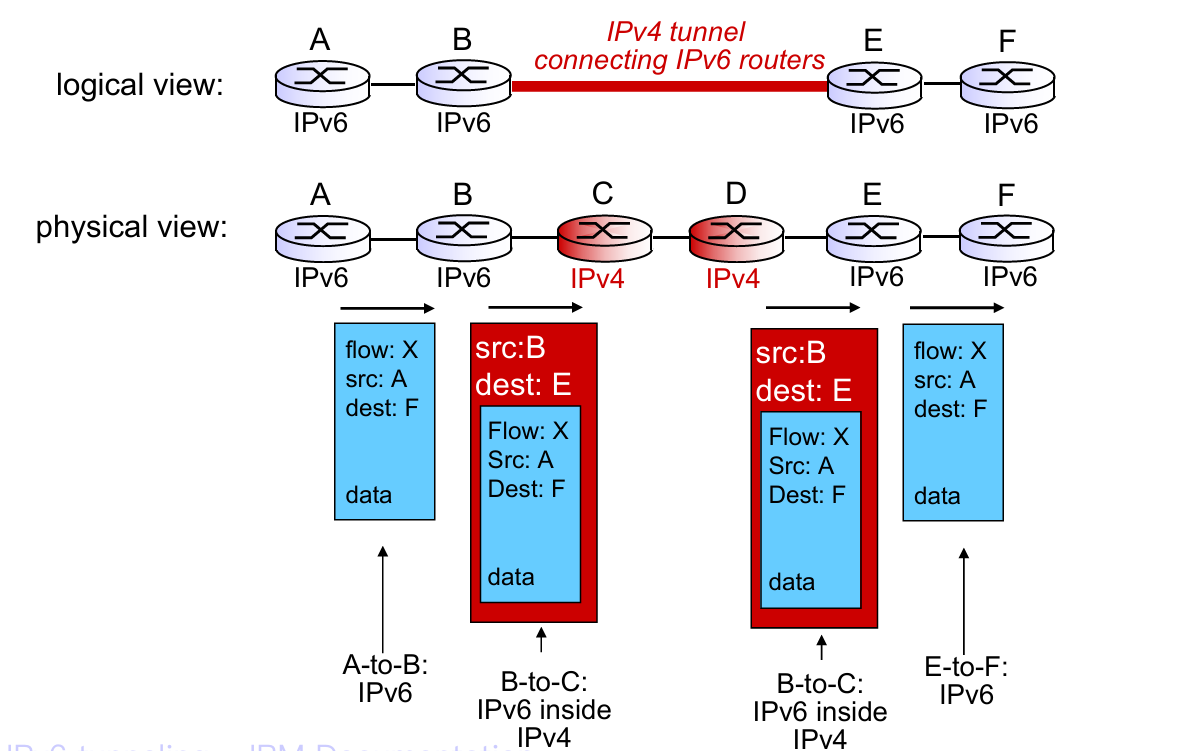 IPv4 tunnel
connecting IPv6 routers
A
B
E
F
logical view:
IPv6
IPv6
IPv6
IPv6
A
B
C
D
E
F
physical view:
IPv6
IPv6
IPv4
IPv4
IPv6
IPv6
flow: X
src: A
dest: F
data
src:B
dest: E
Flow: X
Src: A
Dest: F
data
src:B
dest: E
Flow: X
Src: A
Dest: F
data
flow: X
src: A
dest: F
data
A-to-B:
IPv6
B-to-C:
IPv6 inside
IPv4
B-to-C:
IPv6 inside
IPv4
E-to-F:
IPv6